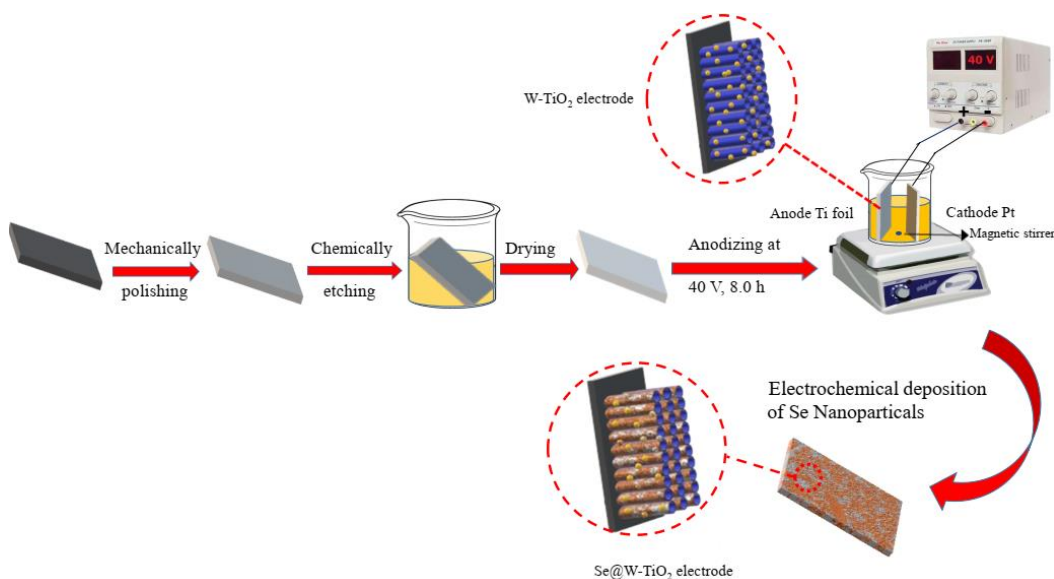 W-TiO₂ electrode
40 V
Anode Ti foil
Cathode Pt
Magnetic stirrer
Mechanically
polishing
Chemically
etching
Drying
Anodizing at
40 V, 8.0 h
Electrochemical deposition
of Se Nanoparticals
Se@W-TiO₂ electrode